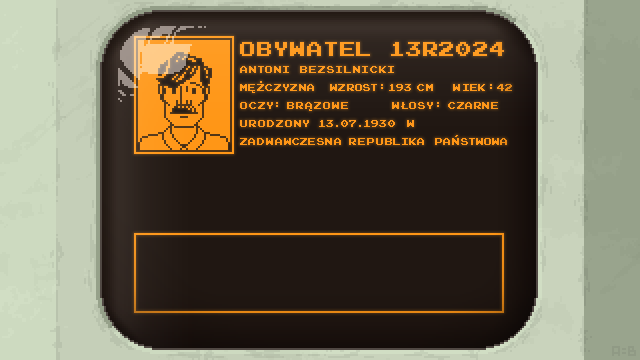 OBYWATEL 13R2024
ANTONI BEZSILNICKI
MĘŻCZYZNA WZROST: 193 CM WIEK: 42
OCZY: BRĄZOWE WŁOSY: CZARNE
URODZONY 13.07.1930 W
ZADWAWCZESNA REPUBLIKA PAŃSTWOWA